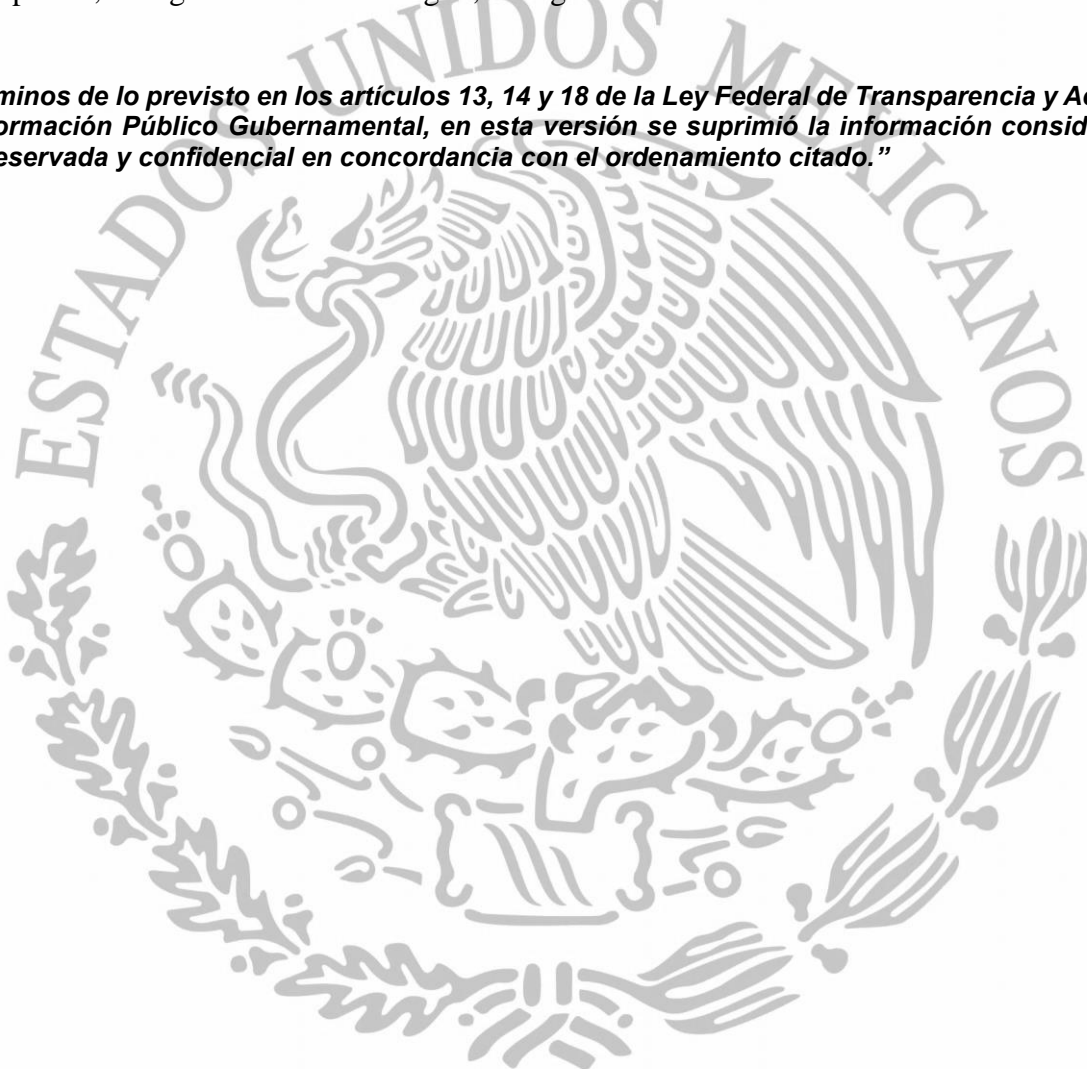 ESTADOS UNIDOS MEXICANOS
minos de lo previsto en los artículos 13, 14 y 18 de la Ley Federal de Transparencia y Ac
ormación Público Gubernamental, en esta versión se suprimió la información consid
eservada y confidencial en concordancia con el ordenamiento citado.”